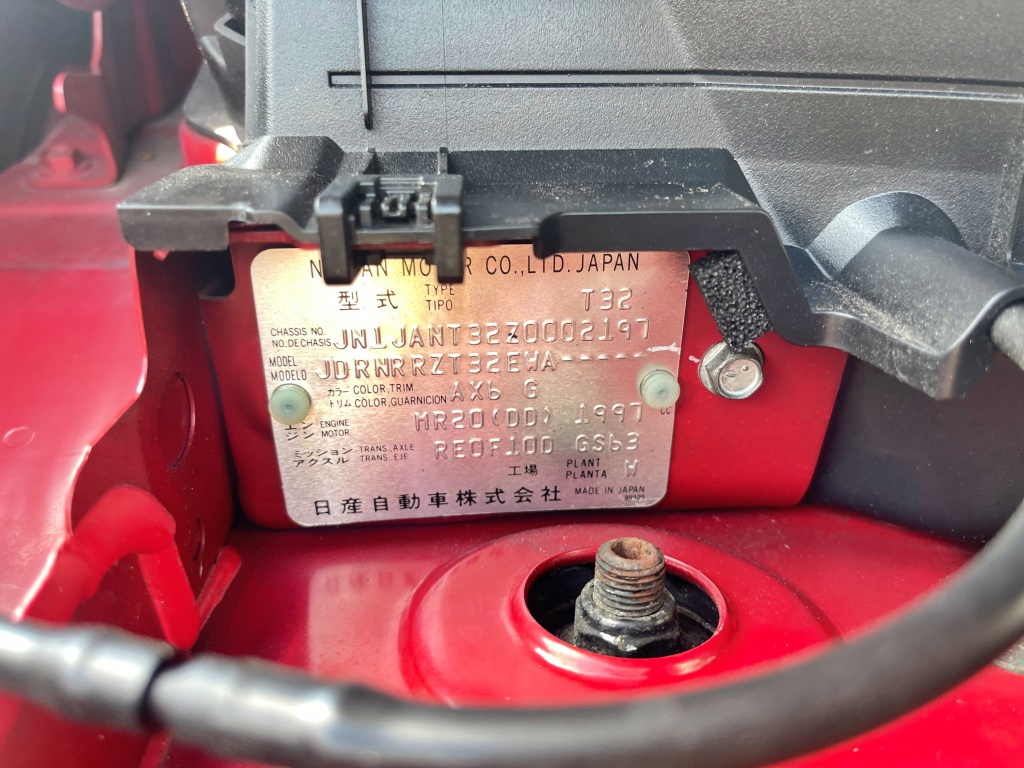 MOTOR CO.,LTD.JAPAN
型式 TYPE TIPO T32
CHASSIS NO. NO.DE CHASIS JN1JANT32Z0002197
MODEL MODELO JDRNRRZT32EWA-----
カラー COLOR,TRIM トリム COLOR,GUARNICION AX6 G
エンジン ENGINE MOTOR MR20(DD) 1997 CC
ミッション アクスル TRANS.,AXLE TRANS.,EJE RE0F10D GS63
工場 PLANT PLANTA W
日産自動車株式会社 MADE IN JAPAN